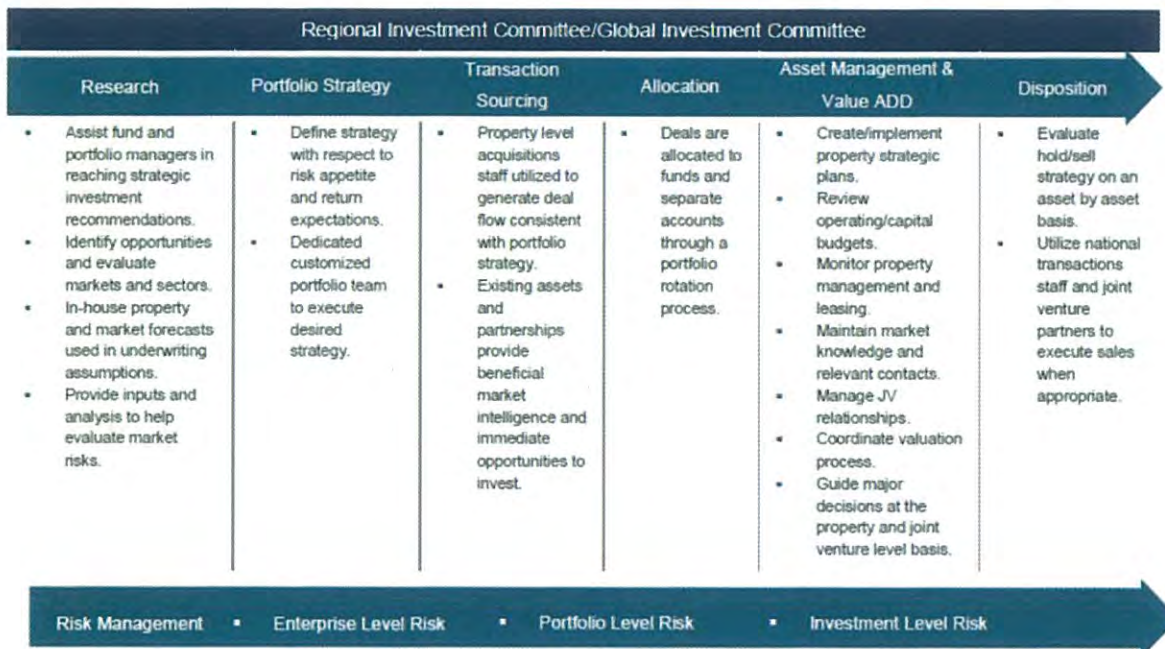 Regional Investment Committee/Global Investment Committee
Research
Portfolio Strategy
Transaction
Sourcing
Allocation
Asset Management &
Value ADD
Disposition
▪ Assist fund and
portfolio managers in
reaching strategic
investment
recommendations.
▪ Identify opportunities
and evaluate
markets and sectors.
▪ In-house property
and market forecasts
used in underwriting
assumptions.
▪ Provide inputs and
analysis to help
evaluate market
risks.
▪ Define strategy
with respect to
risk appetite
and return
expectations.
▪ Dedicated
customized
portfolio team
to execute
desired
strategy.
▪ Property level
acquisitions
staff utilized to
generate deal
flow consistent
with portfolio
strategy.
▪ Existing assets
and
partnerships
provide
beneficial
market
intelligence and
immediate
opportunities to
invest.
▪ Deals are
allocated to
funds and
separate
accounts
through a
portfolio
rotation
process.
▪ Create/implement
property strategic
plans.
▪ Review
operating/capital
budgets.
▪ Monitor property
management and
leasing.
▪ Maintain market
knowledge and
relevant contacts.
▪ Manage JV
relationships.
▪ Coordinate valuation
process.
▪ Guide major
decisions at the
property and joint
venture level basis.
▪ Evaluate
hold/sell
strategy on an
asset by asset
basis.
▪ Utilize national
transactions
staff and joint
venture
partners to
execute sales
when
appropriate.
Risk Management ▪ Enterprise Level Risk ▪ Portfolio Level Risk ▪ Investment Level Risk